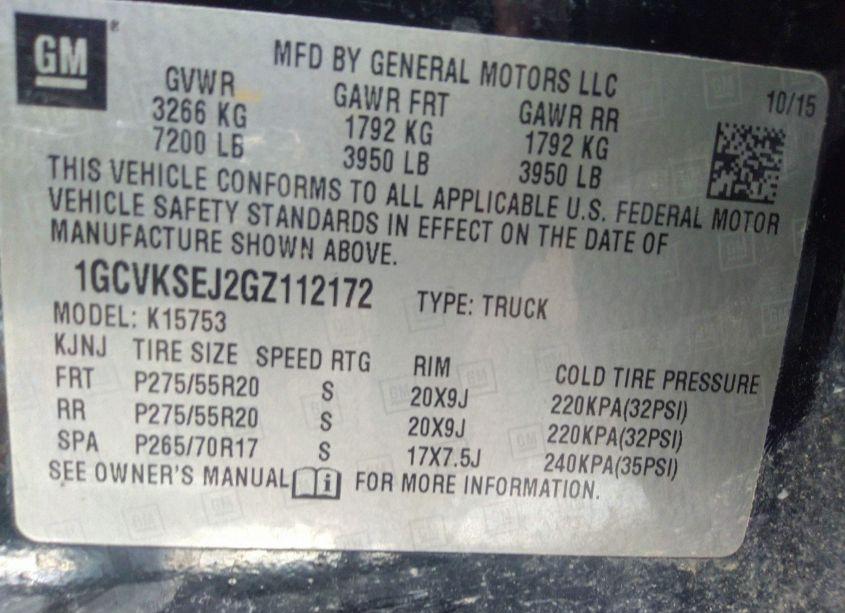 GM
MFD BY GENERAL MOTORS LLC
10/15
GVWR GAWR FRT GAWR RR
3266 KG 1792 KG 1792 KG
7200 LB 3950 LB 3950 LB
THIS VEHICLE CONFORMS TO ALL APPLICABLE U.S. FEDERAL MOTOR
VEHICLE SAFETY STANDARDS IN EFFECT ON THE DATE OF
MANUFACTURE SHOWN ABOVE.
1GCVKSEJ2GZ112172 TYPE: TRUCK
MODEL: K15753
KJNJ TIRE SIZE SPEED RTG RIM COLD TIRE PRESSURE
FRT P275/55R20 S 20X9J 220KPA(32PSI)
RR P275/55R20 S 20X9J 220KPA(32PSI)
SPA P265/70R17 S 17X7.5J 240KPA(35PSI)
SEE OWNER'S MANUAL i FOR MORE INFORMATION.